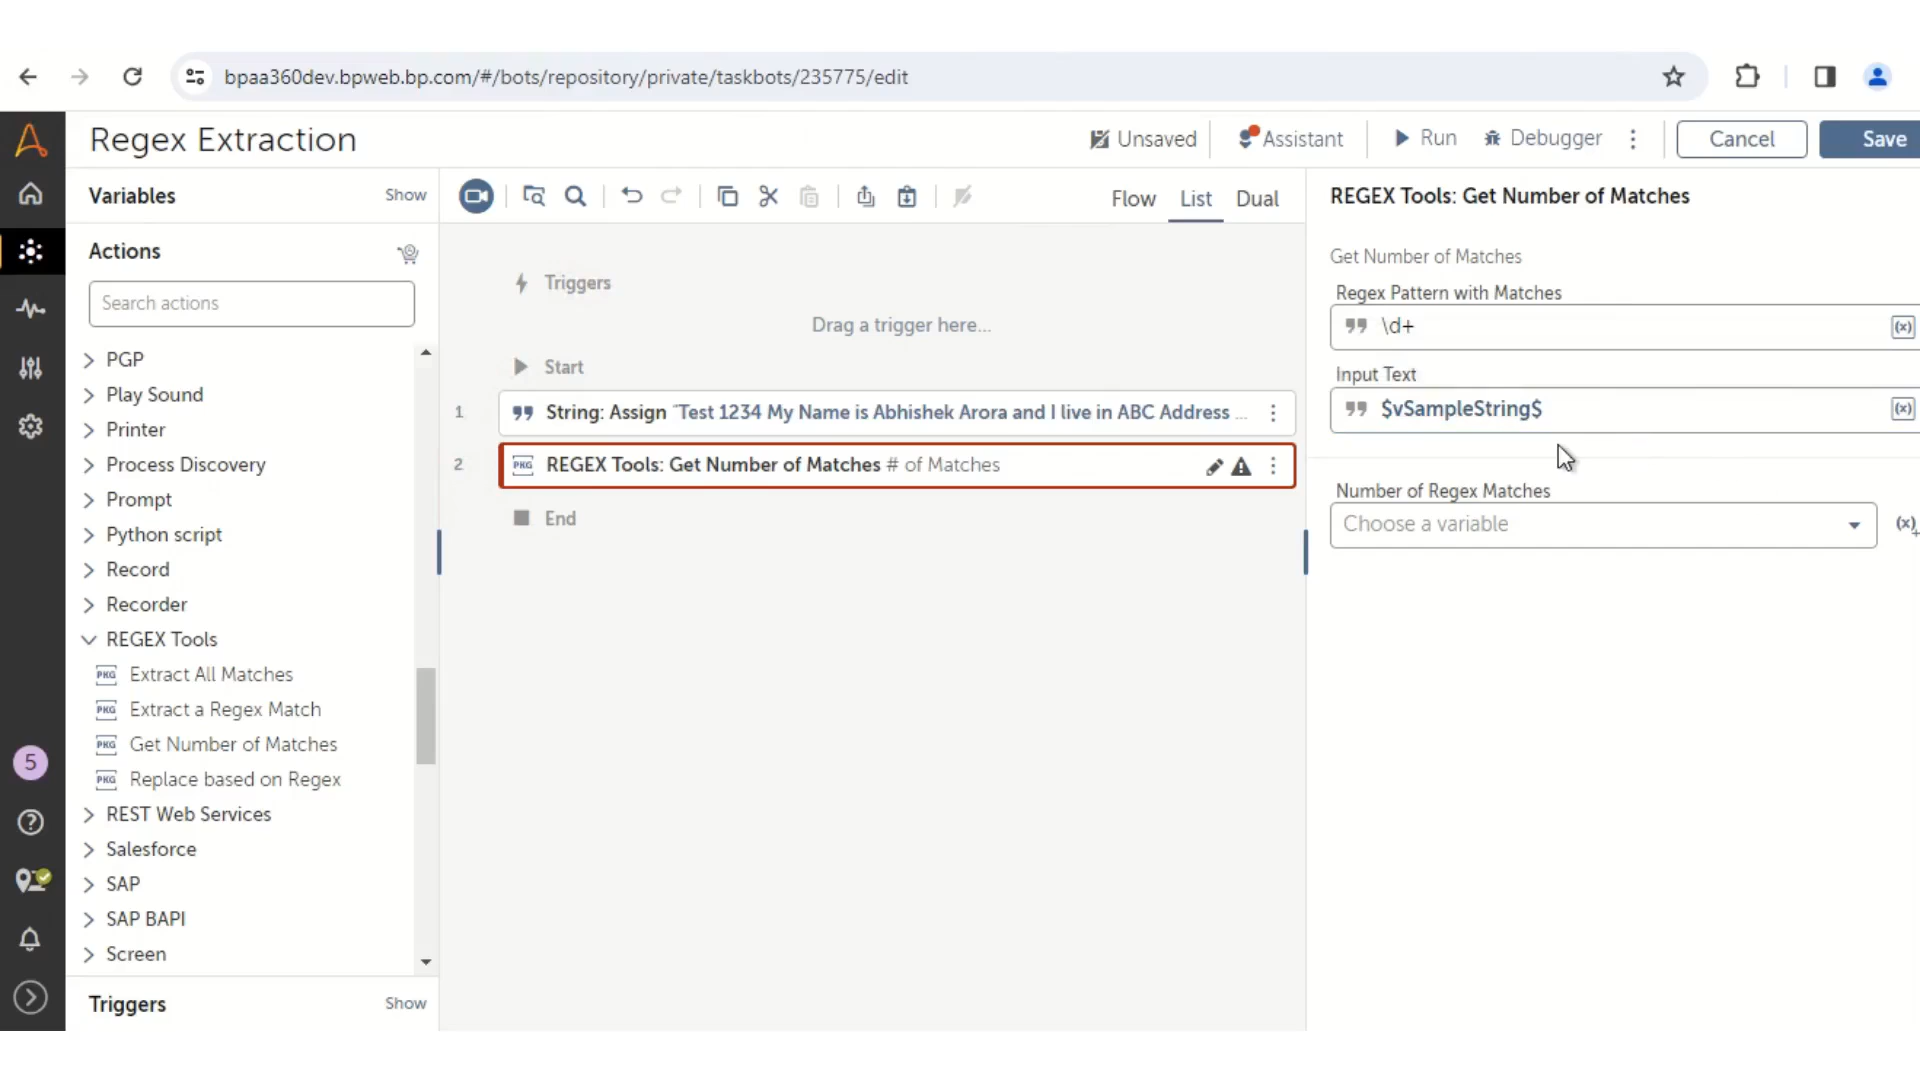 bpaa360dev.bpweb.bp.com/#/bots/repository/private/taskbots/235775/edit
Regex Extraction
Unsaved
Assistant
Run
Debugger
Cancel
Save
Variables
Show
Flow
List
Dual
REGEX Tools: Get Number of Matches
Actions
Search actions
PGP
Play Sound
Printer
Process Discovery
Prompt
Python script
Record
Recorder
REGEX Tools
PKG Extract All Matches
PKG Extract a Regex Match
PKG Get Number of Matches
PKG Replace based on Regex
REST Web Services
Salesforce
SAP
SAP BAPI
Screen
Triggers
Show
5
Triggers
Drag a trigger here...
Start
1 String: Assign "Test 1234 My Name is Abhishek Arora and I live in ABC Address ...
2 PKG REGEX Tools: Get Number of Matches # of Matches
End
Get Number of Matches
Regex Pattern with Matches
\d+
(x)
Input Text
$vSampleString$
(x)
Number of Regex Matches
Choose a variable
(x)+